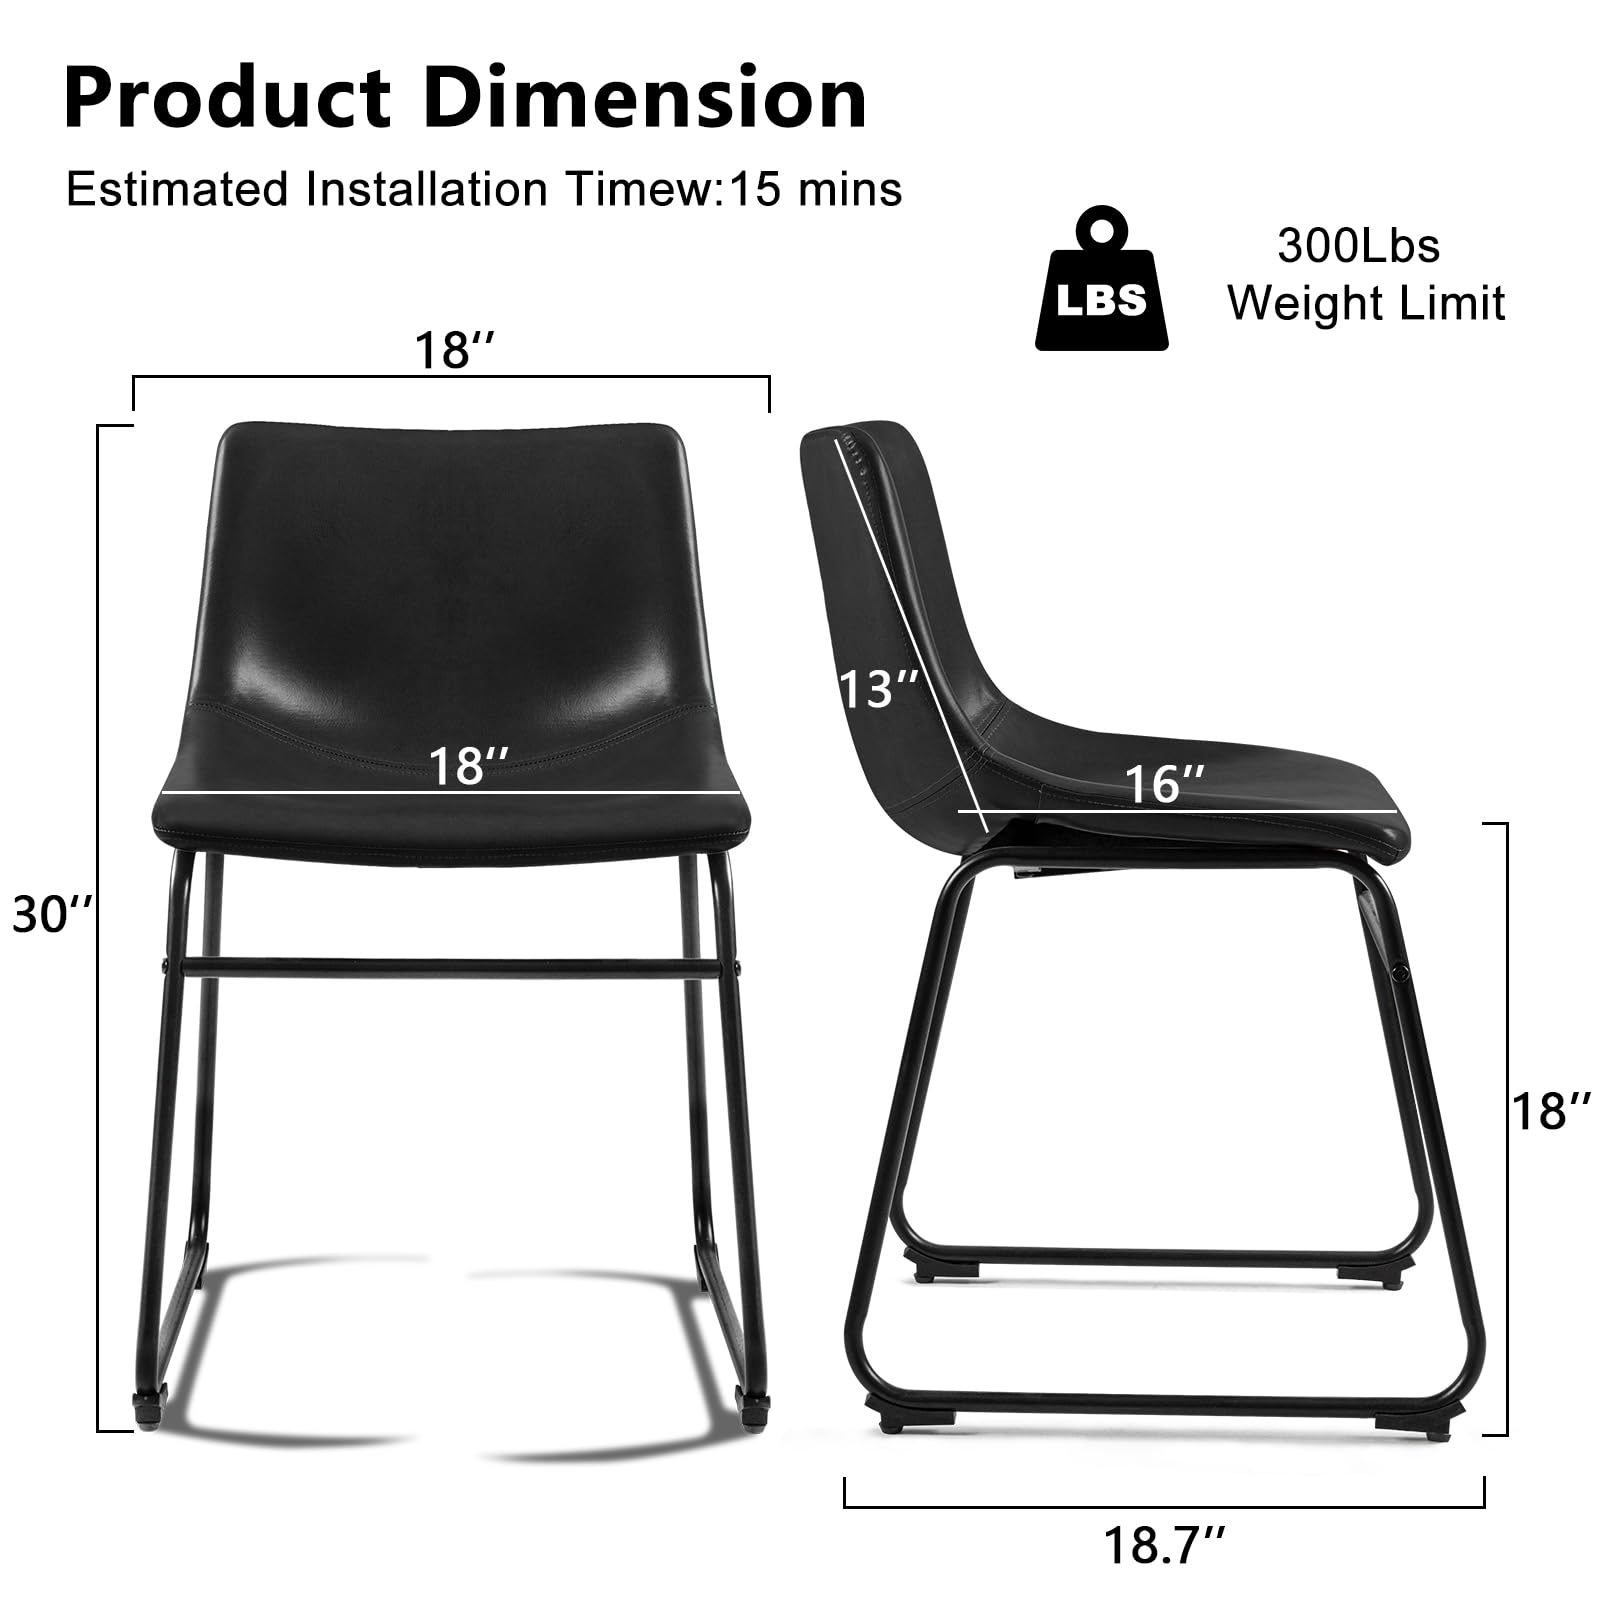 Product Dimension
Estimated Installation Timew:15 mins
LBS
300Lbs
Weight Limit
18′′
18′′
30′′
13′′
16′′
18′′
18.7′′